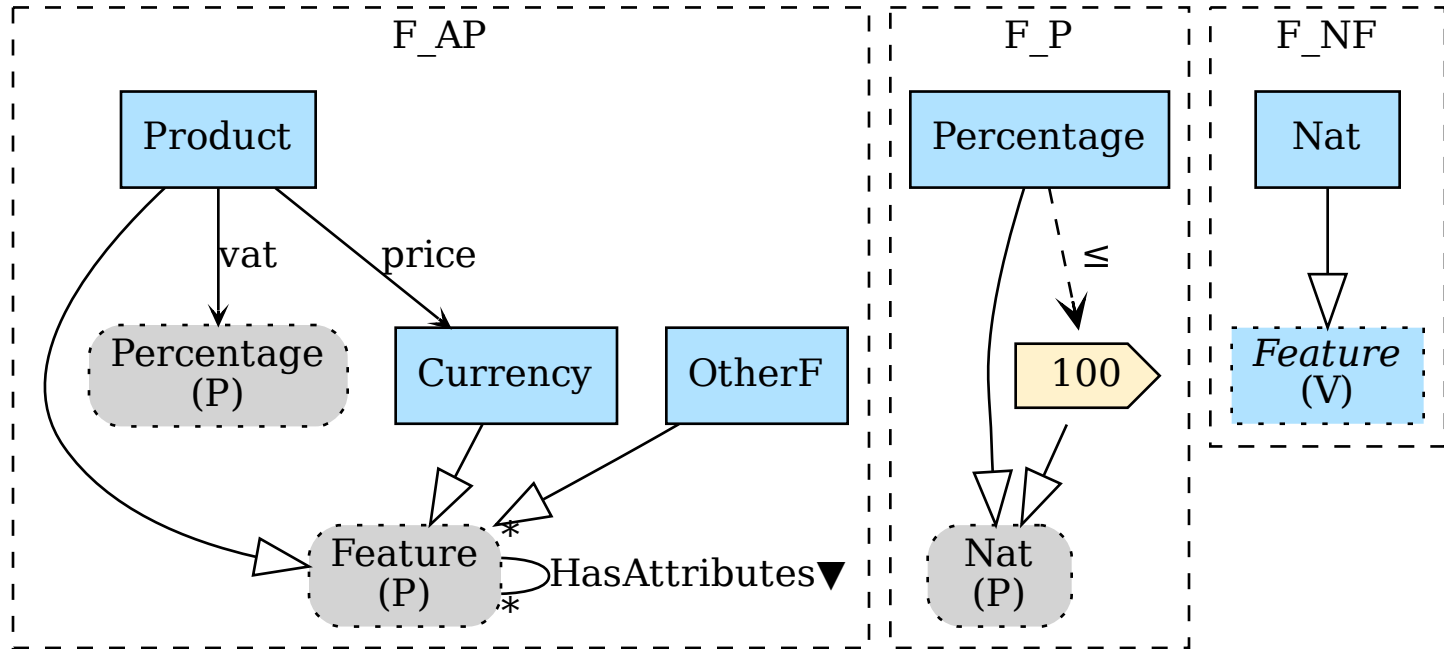 F_AP
Product
vat
price
Percentage
(P)
Currency
OtherF
*
Feature
(P)
HasAttributes▼
*
F_P
Percentage
≤
100
Nat
(P)
F_NF
Nat
Feature
(V)